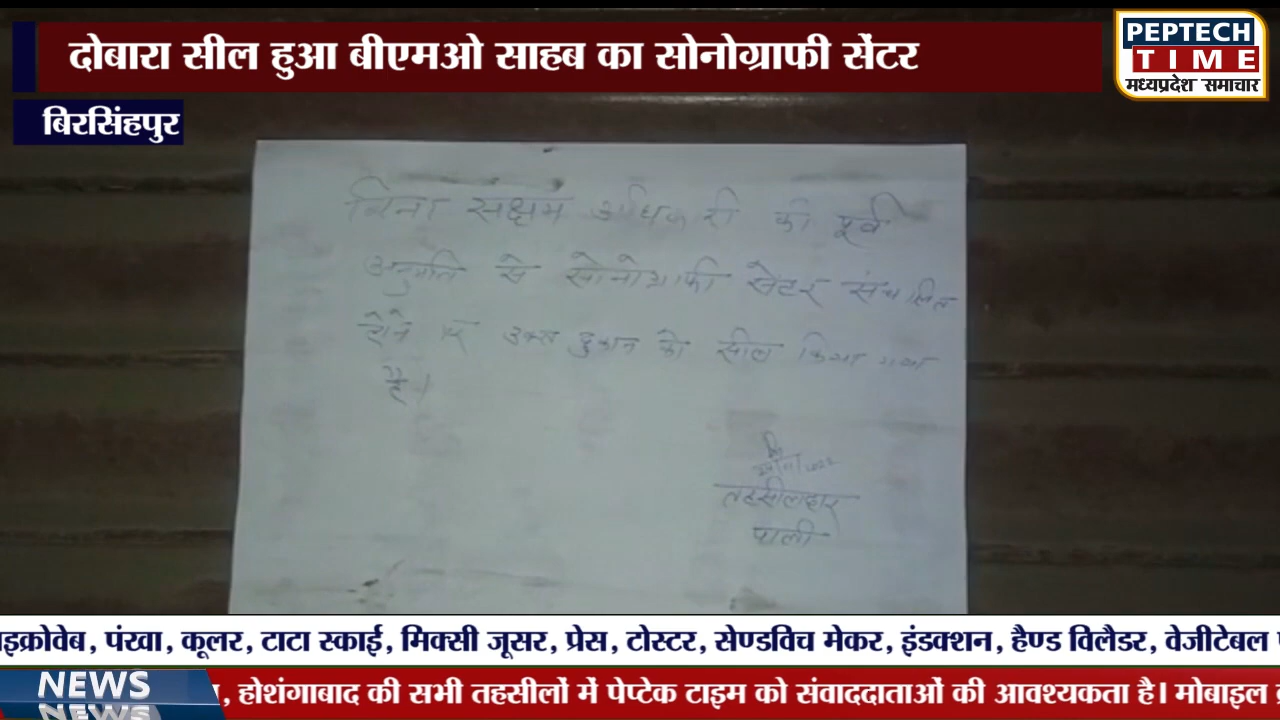 दोबारा सील हुआ बीएमओ साहब का सोनोग्राफी सेंटर
PEPTECH
TIME
मध्यप्रदेश समाचार
बिरसिंहपुर
बिना सक्षम अधिकारी की पूर्व
अनुमति से सोनोग्राफी सेंटर संचालित
होने पर उक्त दुकान को सील किया गया
है।
तहसीलदार
पाली
इक्रोवेब, पंखा, कूलर, टाटा स्काई, मिक्सी जूसर, प्रेस, टोस्टर, सेण्डविच मेकर, इंडक्शन, हैण्ड विलैडर, वेजीटेबल
NEWS
, होशंगाबाद की सभी तहसीलों में पेप्टेक टाइम को संवाददाताओं की आवश्यकता है। मोबाइल